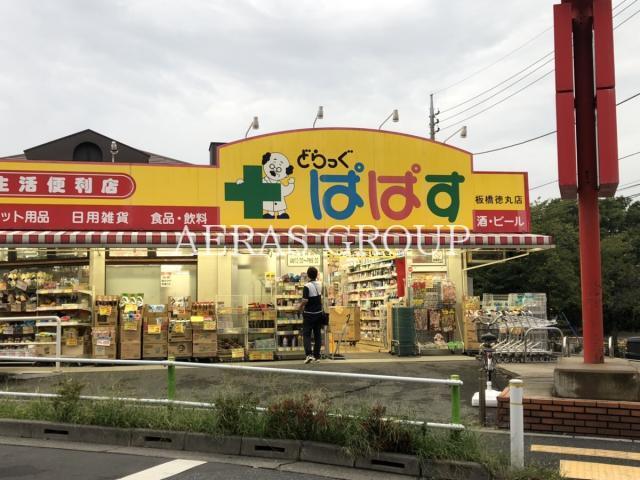 どらっぐ
ぱぱす
板橋徳丸店
生活便利店
ット用品
日用雑貨
食品・飲料
酒・ビール
AERAS GROUP